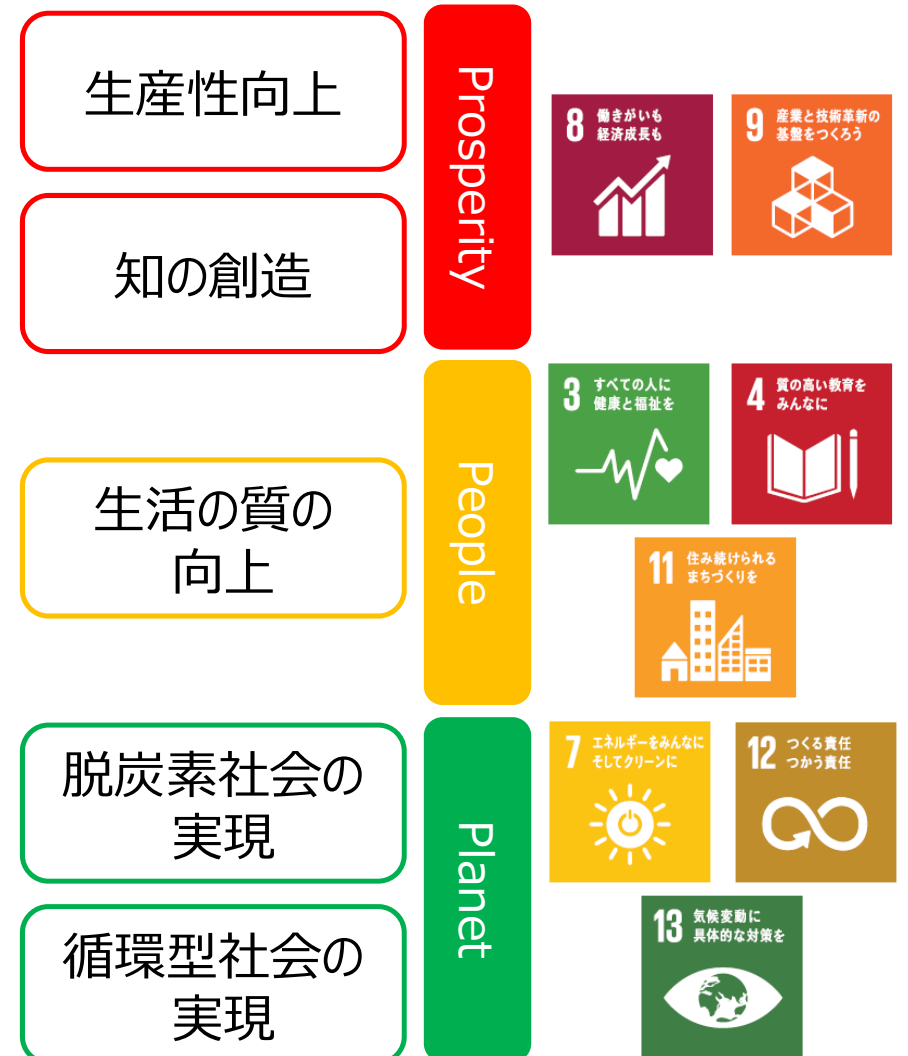 生産性向上
知の創造
Prosperity
8 働きがいも
経済成長も
9 産業と技術革新の
基盤をつくろう
生活の質の
向上
People
3 すべての人に
健康と福祉を
4 質の高い教育を
みんなに
11 住み続けられる
まちづくりを
脱炭素社会の
実現
循環型社会の
実現
Planet
7 エネルギーをみんなに
そしてクリーンに
12 つくる責任
つかう責任
13 気候変動に
具体的な対策を